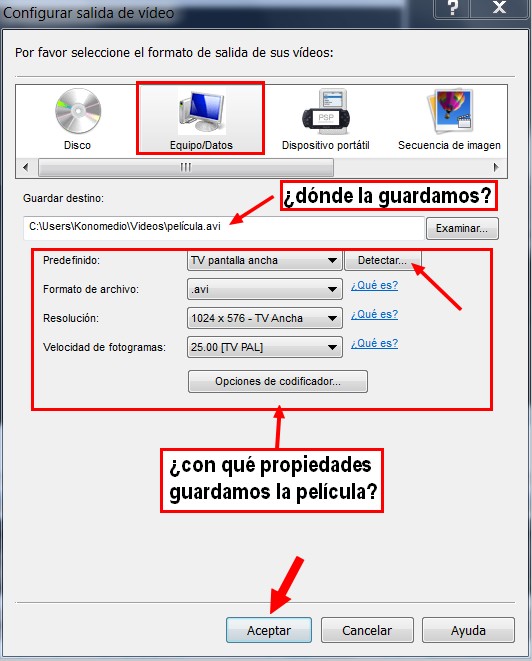 Configurar salida de vídeo
?
X
Por favor seleccione el formato de salida de sus vídeos:
PSP
Disco
Equipo/Datos
Dispositivo portátil
Secuencia de imagen
Guardar destino:
¿dónde la guardamos?
C:\Users\Konomedio\Videos\película.avi
Examinar...
Predefinido:
TV pantalla ancha
Detectar...
Formato de archivo:
.avi
¿Qué es?
Resolución:
1024 x 576 - TV Ancha
¿Qué es?
Velocidad de fotogramas:
25.00 [TV PAL]
¿Qué es?
Opciones de codificador...
¿con qué propiedades
guardamos la película?
Aceptar
Cancelar
Ayuda